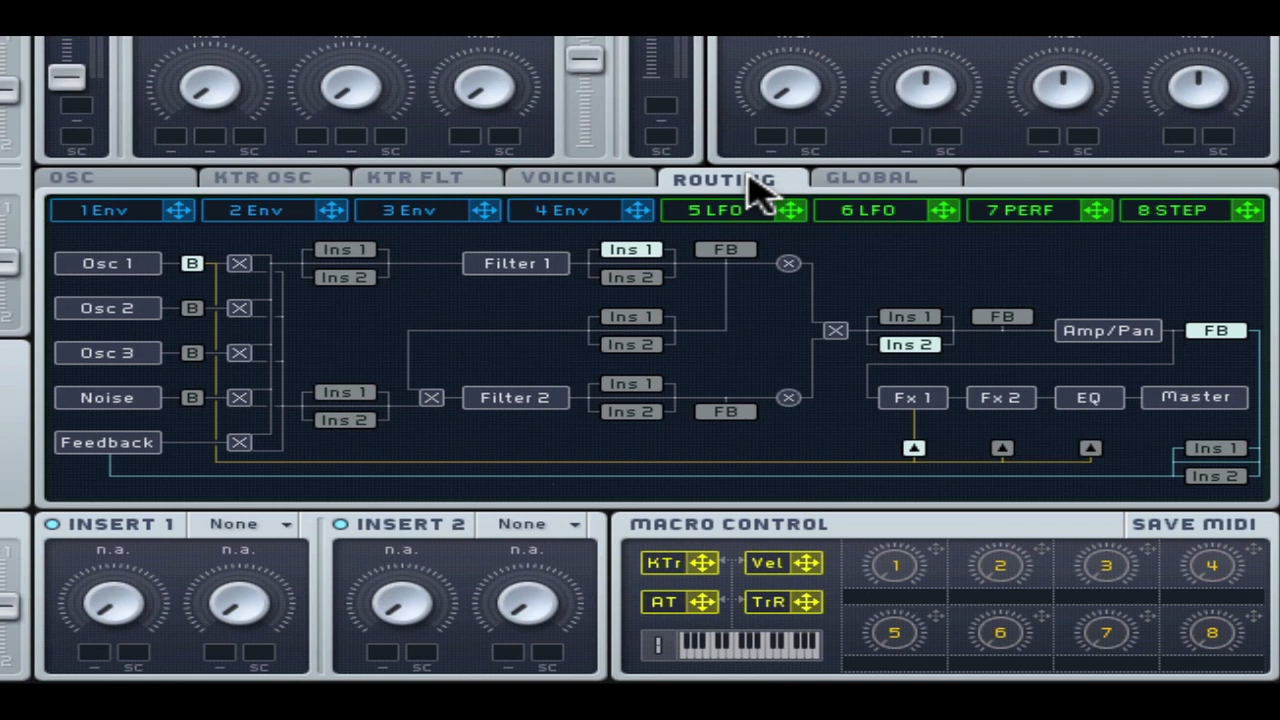 SC SC SC SC
OSC KTR OSC KTR FLT VOICING ROUTING GLOBAL
1 Env 2 Env 3 Env 4 Env 5 LFO 6 LFO 7 PERF 8 STEP
Ins 1 Ins 1 FB
Osc 1 B Filter 1
Ins 2 Ins 2
Osc 2 B Ins 1 Ins 1 FB
Amp/Pan FB
Osc 3 B Ins 2 Ins 2
Ins 1 Ins 1
Noise B Filter 2 Fx 1 Fx 2 EQ Master
Ins 2 Ins 2 FB
Feedback Ins 1
Ins 2
INSERT 1 None INSERT 2 None MACRO CONTROL SAVE MIDI
n.a. n.a. n.a. n.a.
KTr Vel 1 2 3 4
AT TrR
5 6 7 8
SC SC SC SC